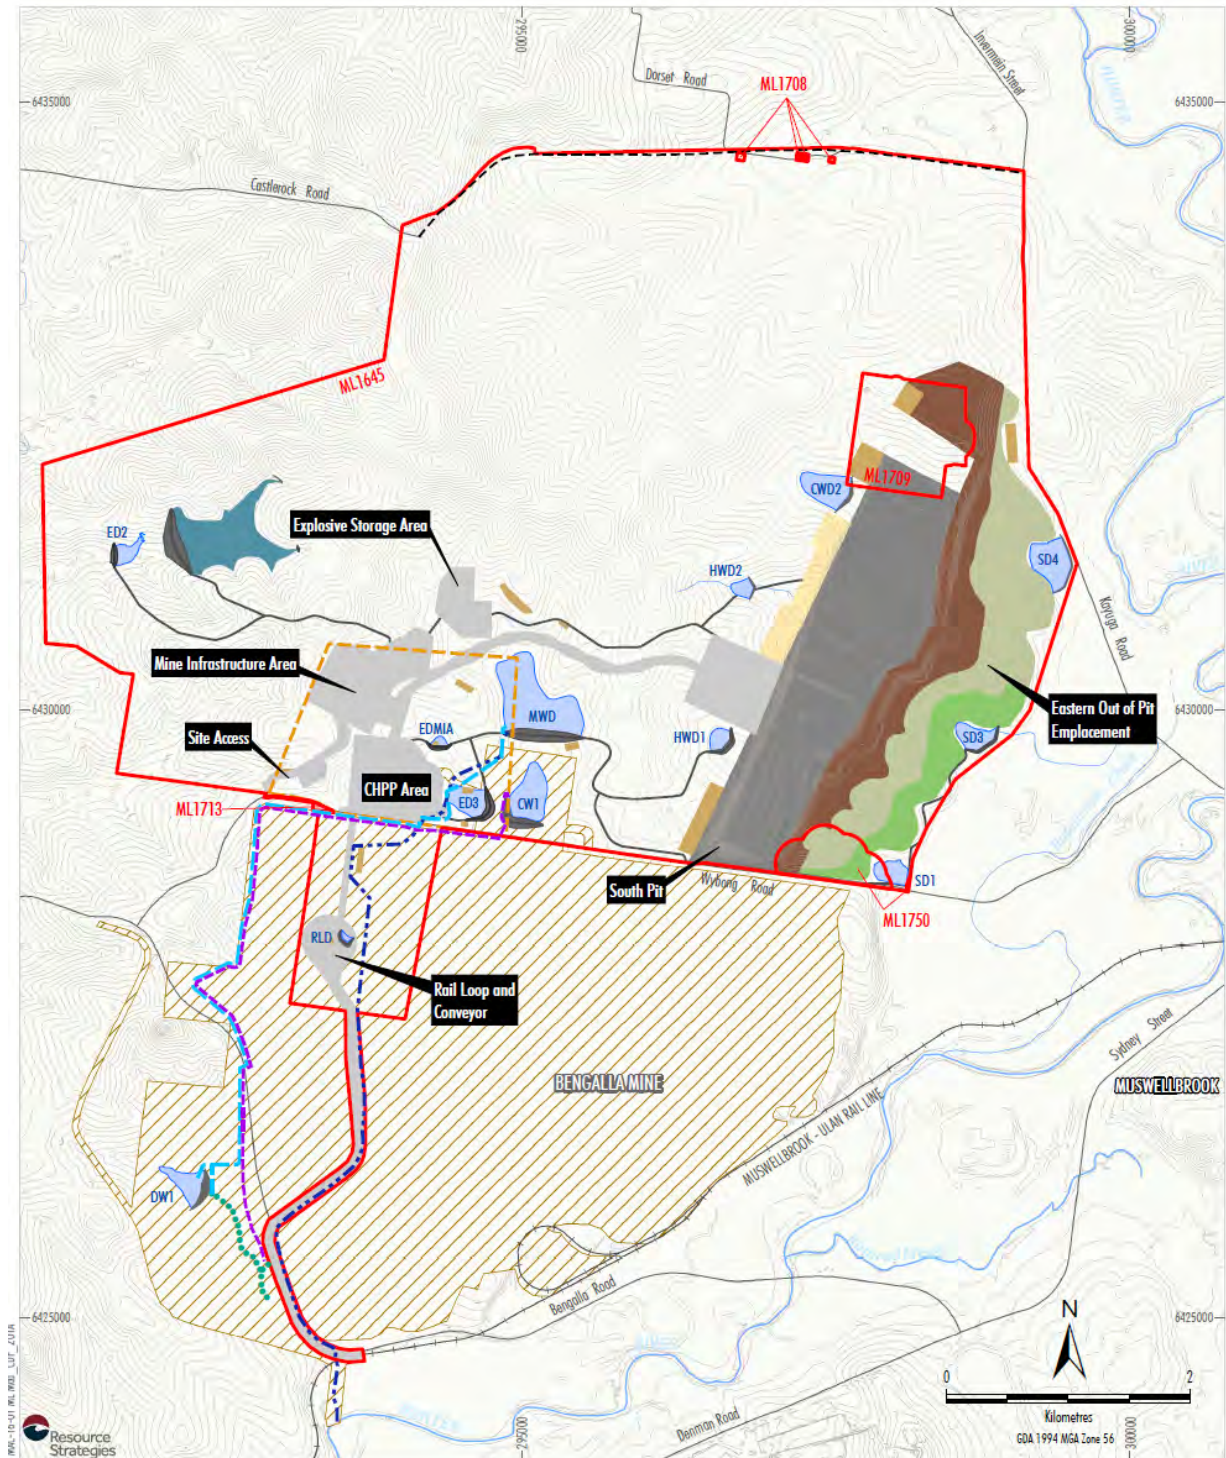 295000
300000
Invermein Street
HUNTER
Dorset Road
ML1708
6435000
6435000
Castlerock Road
ML1645
ML1709
CWD2
Explosive Storage Area
ED2
SD4
HWD2
Kayuga Road
Mine Infrastructure Area
Eastern Out of Pit
Emplacement
6430000
6430000
MWD
EDMIA
HWD1
SD3
Site Access
CHPP Area
ED3
CW1
ML1713
South Pit
Wybong Road
SD1
ML1750
RLD
Rail Loop and
Conveyor
Sydney Street
BENGALLA MINE
MUSWELLBROOK
MUSWELLBROOK - ULAN RAIL LINE
DW1
Bengalla Road
6425000
6425000
N
RIVER
HUNTER
Denman Road
0 2
Kilometres
GDA 1994 MGA Zone 56
295000
300000
Resource
Strategies